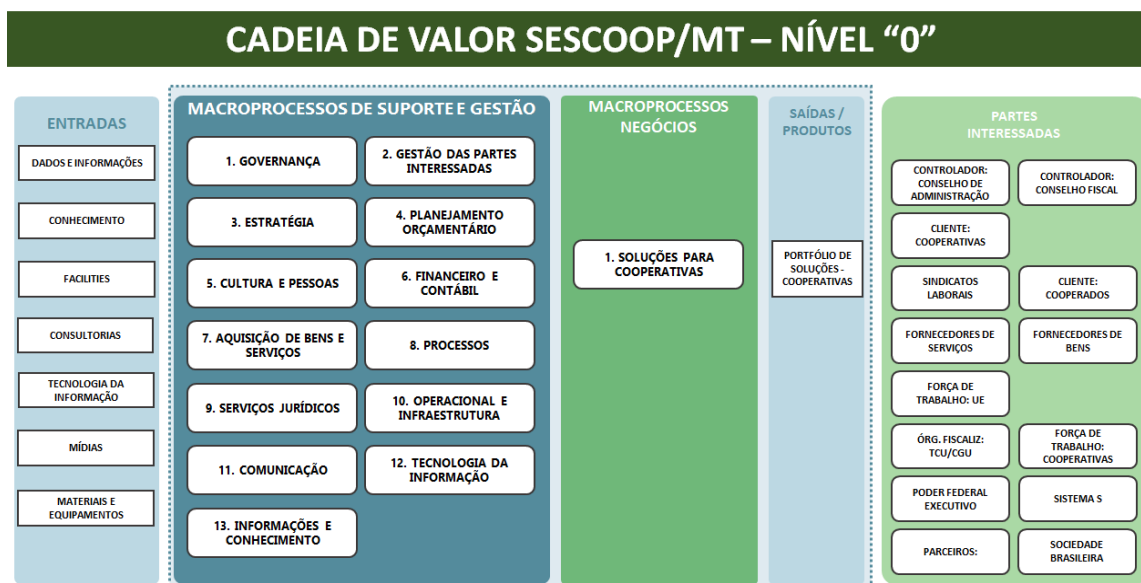 CADEIA DE VALOR SESCOOP/MT – NÍVEL “0”
ENTRADAS
DADOS E INFORMAÇÕES
CONHECIMENTO
FACILITIES
CONSULTORIAS
TECNOLOGIA DA
INFORMAÇÃO
MÍDIAS
MATERIAIS E
EQUIPAMENTOS
MACROPROCESSOS DE SUPORTE E GESTÃO
1. GOVERNANÇA
2. GESTÃO DAS PARTES
INTERESSADAS
3. ESTRATÉGIA
4. PLANEJAMENTO
ORÇAMENTÁRIO
5. CULTURA E PESSOAS
6. FINANCEIRO E
CONTÁBIL
7. AQUISIÇÃO DE BENS E
SERVIÇOS
8. PROCESSOS
9. SERVIÇOS JURÍDICOS
10. OPERACIONAL E
INFRAESTRUTURA
11. COMUNICAÇÃO
12. TECNOLOGIA DA
INFORMAÇÃO
13. INFORMAÇÕES E
CONHECIMENTO
MACROPROCESSOS
NEGÓCIOS
1. SOLUÇÕES PARA
COOPERATIVAS
SAÍDAS /
PRODUTOS
PORTFÓLIO DE
SOLUÇÕES -
COOPERATIVAS
PARTES
INTERESSADAS
CONTROLADOR:
CONSELHO DE
ADMINISTRAÇÃO
CONTROLADOR:
CONSELHO FISCAL
CLIENTE:
COOPERATIVAS
SINDICATOS
LABORAIS
CLIENTE:
COOPERADOS
FORNECEDORES DE
SERVIÇOS
FORNECEDORES DE
BENS
FORÇA DE
TRABALHO: UE
ÓRG. FISCALIZ:
TCU/CGU
FORÇA DE
TRABALHO:
COOPERATIVAS
PODER FEDERAL
EXECUTIVO
SISTEMA S
PARCEIROS:
SOCIEDADE
BRASILEIRA